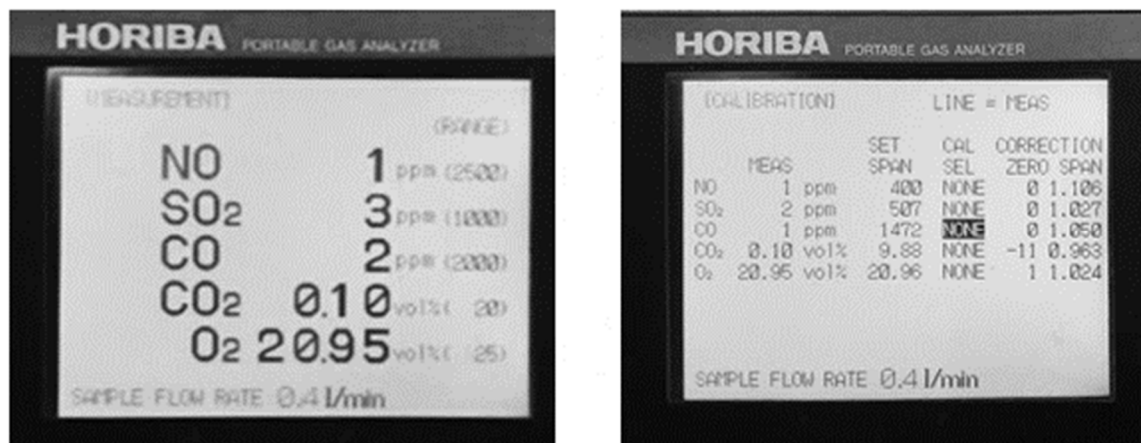 HORIBA PORTABLE GAS ANALYZER
[MEASUREMENT]
(RANGE)
NO 1 ppm (2500)
SO₂ 3 ppm (1000)
CO 2 ppm (2000)
CO₂ 0.10 vol% ( 20)
O₂ 20.95 vol% ( 25)
SAMPLE FLOW RATE 0.4 l/min
HORIBA PORTABLE GAS ANALYZER
[CALIBRATION] LINE = MEAS
SET CAL CORRECTION
MEAS SPAN SEL ZERO SPAN
NO 1 ppm 400 NONE 0 1.106
SO₂ 2 ppm 507 NONE 0 1.027
CO 1 ppm 1472 NONE 0 1.050
CO₂ 0.10 vol% 9.88 NONE -11 0.963
O₂ 20.95 vol% 20.96 NONE 1 1.024
SAMPLE FLOW RATE 0.4 l/min